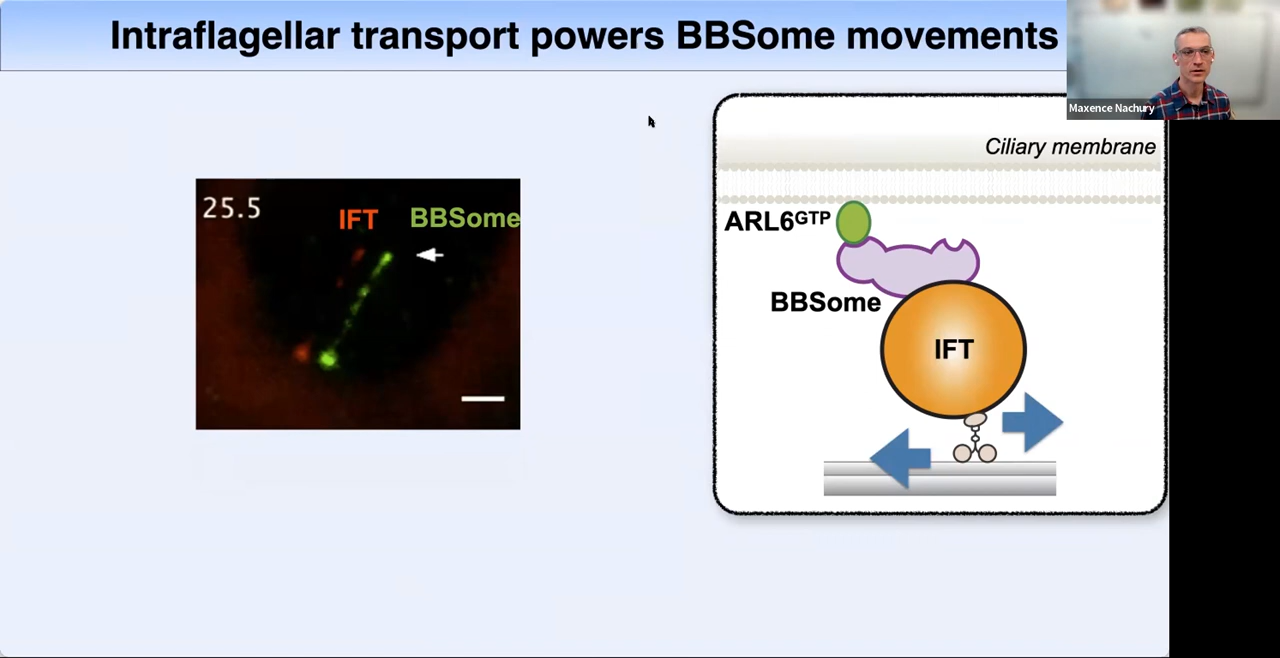 Intraflagellar transport powers BBSome movements
Maxence Nachury
25.5
IFT
BBSome
Ciliary membrane
ARL6GTP
BBSome
IFT